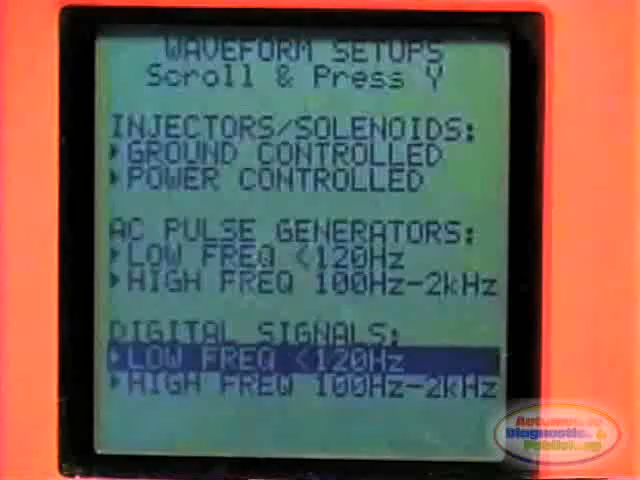 WAVEFORM SETUPS
Scroll & Press Y
INJECTORS/SOLENOIDS:
GROUND CONTROLLED
POWER CONTROLLED
AC PULSE GENERATORS:
LOW FREQ <120Hz
HIGH FREQ 100Hz-2kHz
DIGITAL SIGNALS:
LOW FREQ <120Hz
HIGH FREQ 100Hz-2kHz
Diagnostic